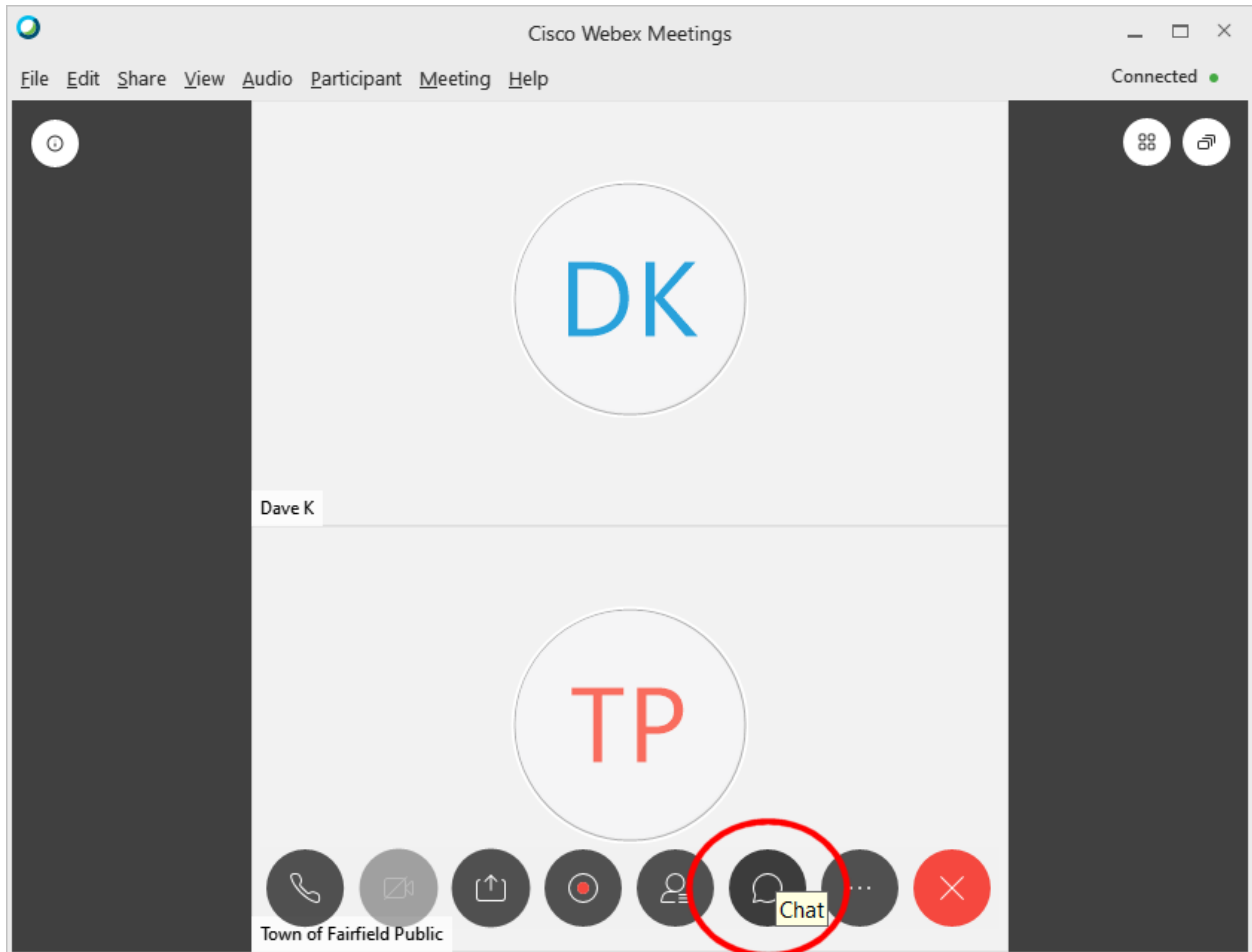 Cisco Webex Meetings
File Edit Share View Audio Participant Meeting Help
Connected
DK
Dave K
TP
Chat
Town of Fairfield Public